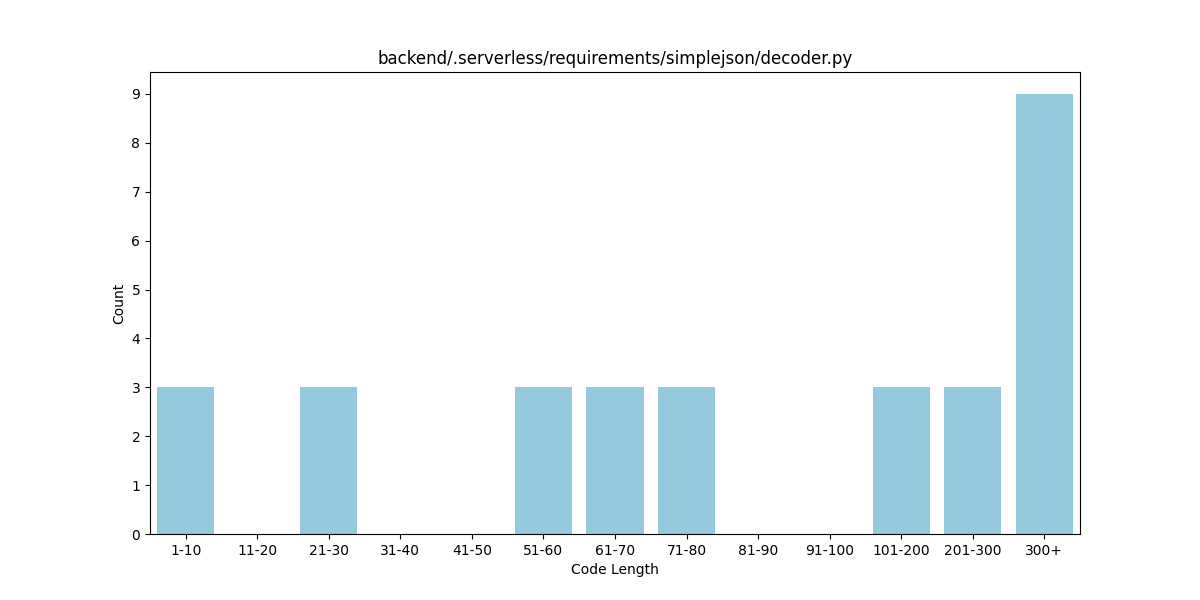 backend/.serverless/requirements/simplejson/decoder.py
Count
9
8
7
6
5
4
3
2
1
0
1-10 11-20 21-30 31-40 41-50 51-60 61-70 71-80 81-90 91-100 101-200 201-300 300+
Code Length